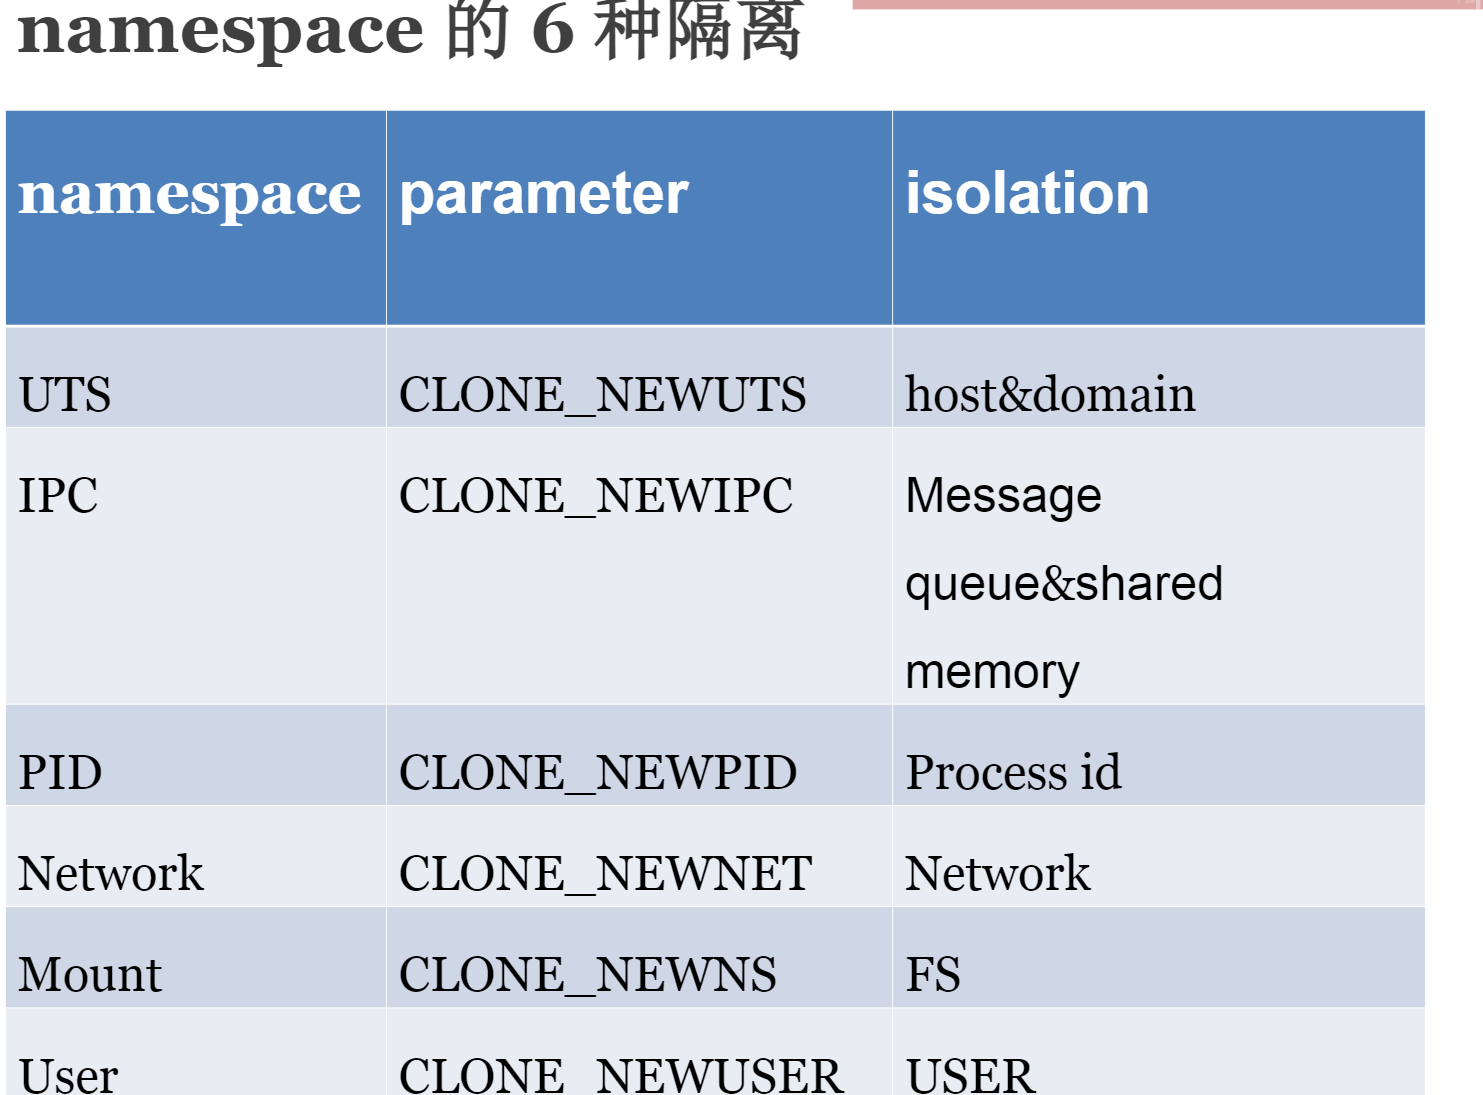 namespace 的 6 种隔离
namespace parameter isolation
UTS CLONE_NEWUTS host&domain
IPC CLONE_NEWIPC Message
queue&shared
memory
PID CLONE_NEWPID Process id
Network CLONE_NEWNET Network
Mount CLONE_NEWNS FS
User CLONE_NEWUSER USER